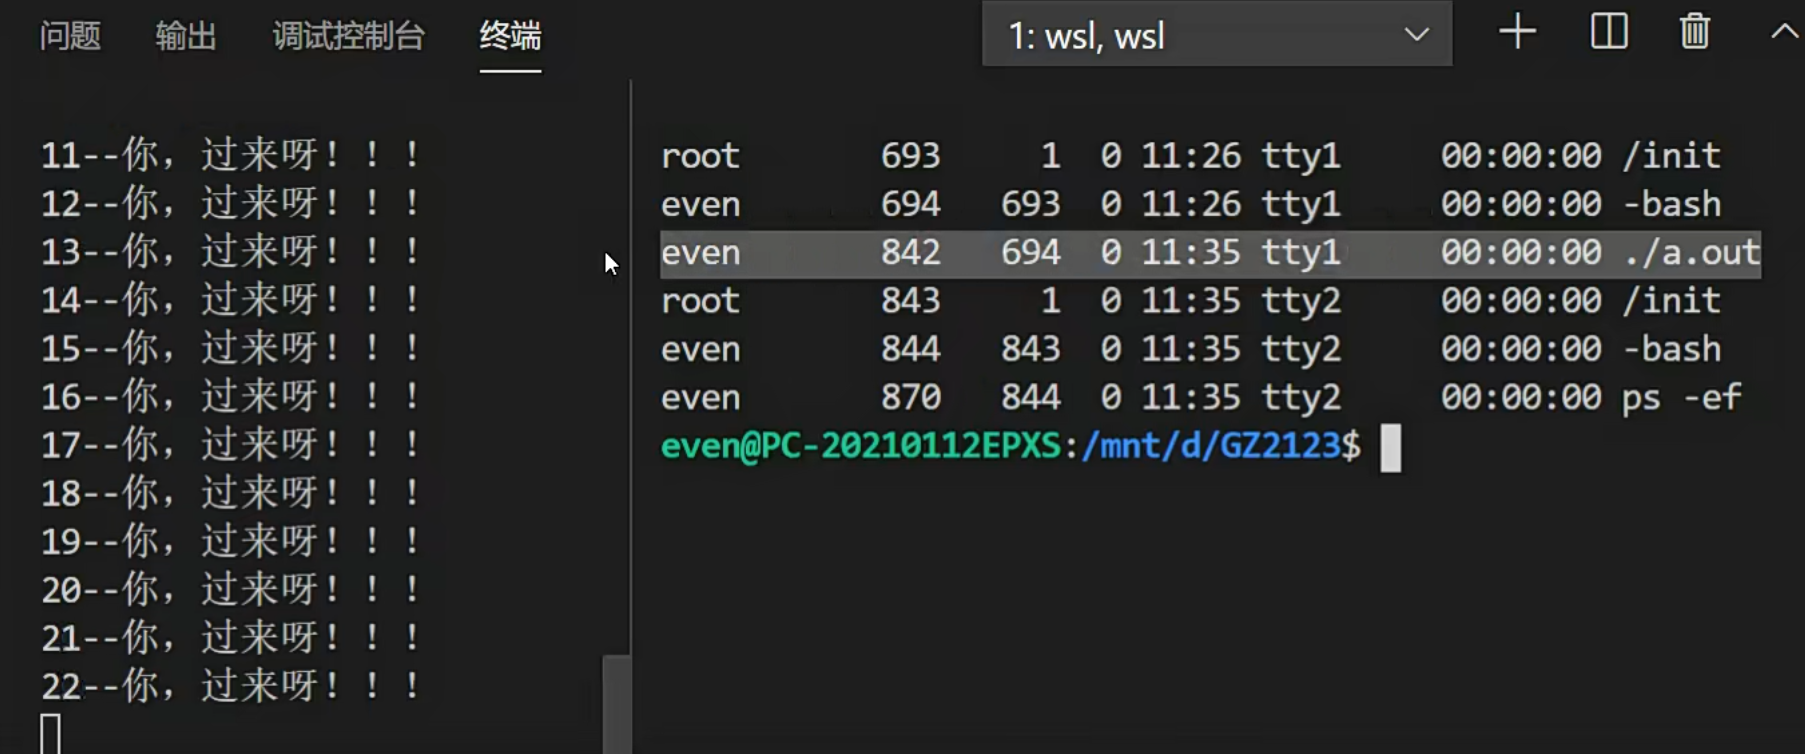 问题 输出 调试控制台 终端 1: wsl, wsl
11--你，过来呀！！！
12--你，过来呀！！！
13--你，过来呀！！！
14--你，过来呀！！！
15--你，过来呀！！！
16--你，过来呀！！！
17--你，过来呀！！！
18--你，过来呀！！！
19--你，过来呀！！！
20--你，过来呀！！！
21--你，过来呀！！！
22--你，过来呀！！！
root 693 1 0 11:26 tty1 00:00:00 /init
even 694 693 0 11:26 tty1 00:00:00 -bash
even 842 694 0 11:35 tty1 00:00:00 ./a.out
root 843 1 0 11:35 tty2 00:00:00 /init
even 844 843 0 11:35 tty2 00:00:00 -bash
even 870 844 0 11:35 tty2 00:00:00 ps -ef
even@PC-20210112EPXS:/mnt/d/GZ2123$